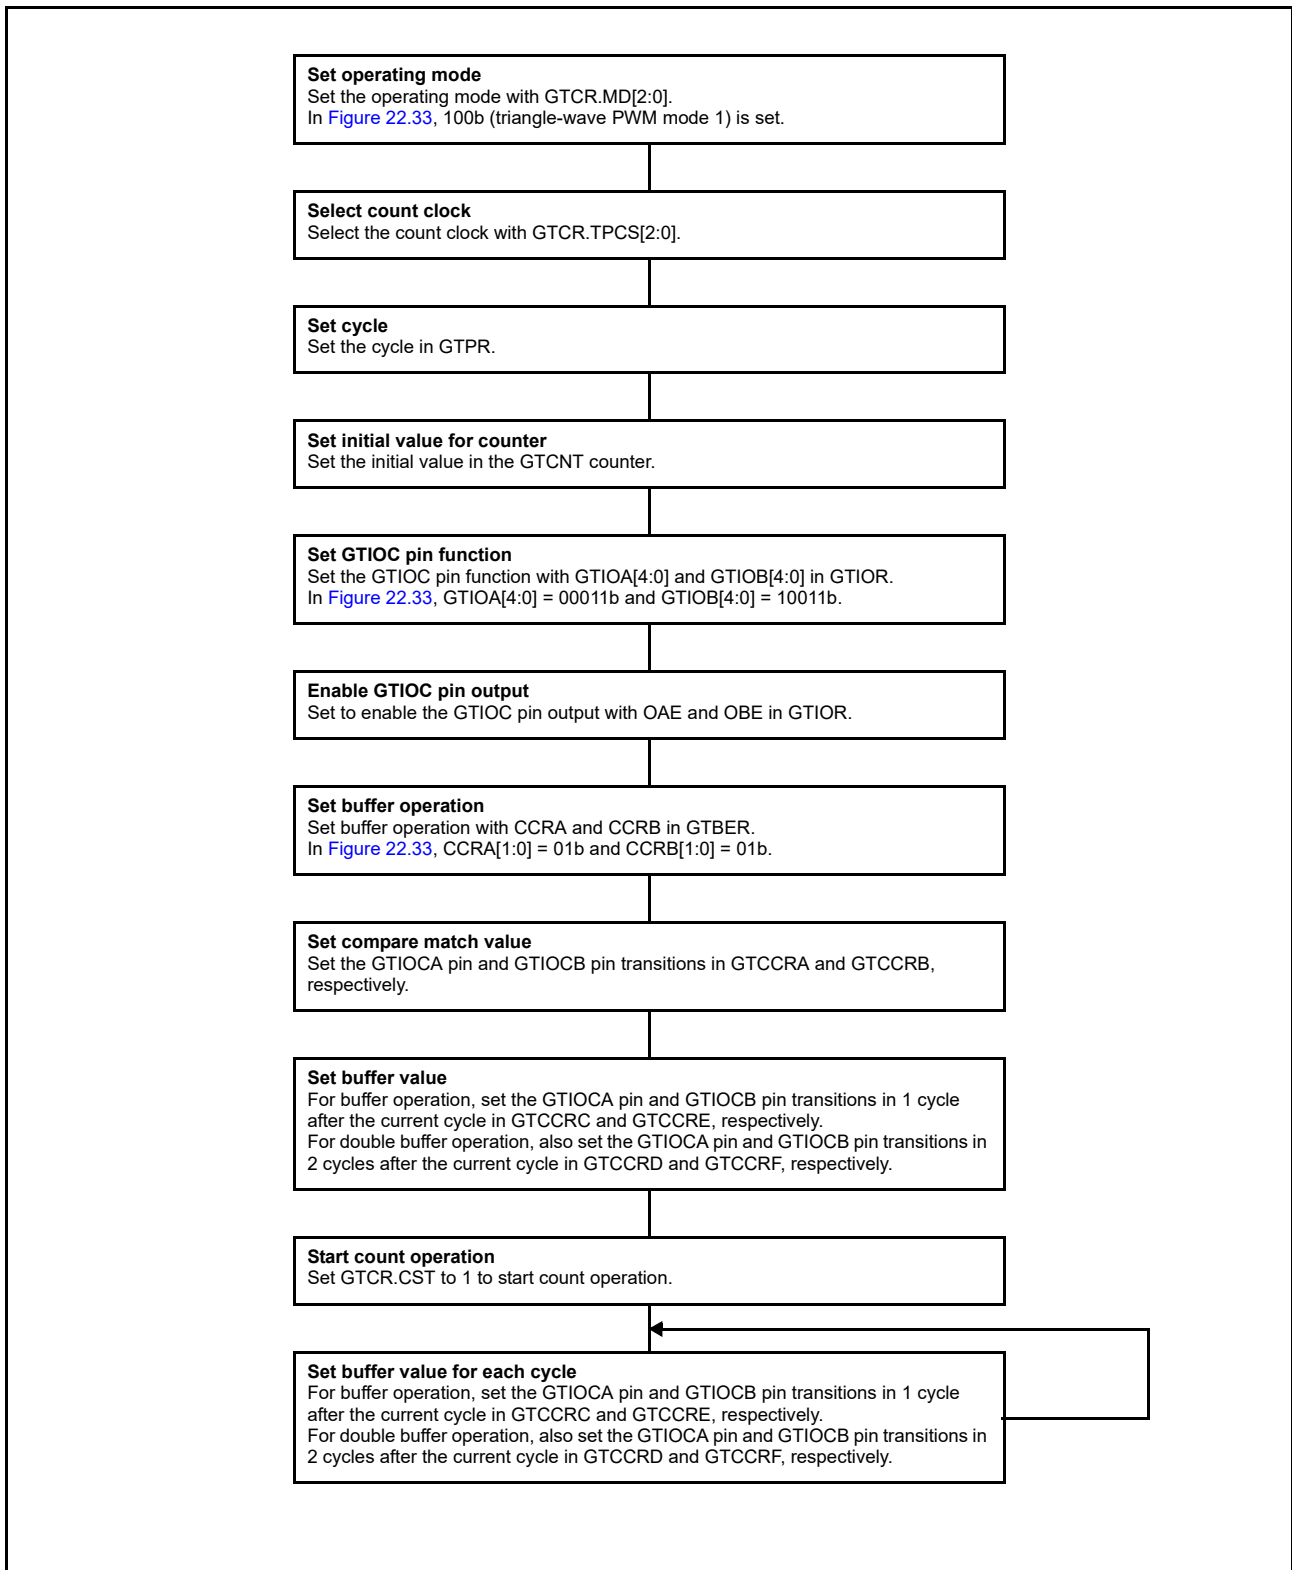 Set operating mode
Set the operating mode with GTCR.MD[2:0].
In Figure 22.33, 100b (triangle-wave PWM mode 1) is set.
Select count clock
Select the count clock with GTCR.TPCS[2:0].
Set cycle
Set the cycle in GTPR.
Set initial value for counter
Set the initial value in the GTCNT counter.
Set GTIOC pin function
Set the GTIOC pin function with GTIOA[4:0] and GTIOB[4:0] in GTIOR.
In Figure 22.33, GTIOA[4:0] = 00011b and GTIOB[4:0] = 10011b.
Enable GTIOC pin output
Set to enable the GTIOC pin output with OAE and OBE in GTIOR.
Set buffer operation
Set buffer operation with CCRA and CCRB in GTBER.
In Figure 22.33, CCRA[1:0] = 01b and CCRB[1:0] = 01b.
Set compare match value
Set the GTIOCA pin and GTIOCB pin transitions in GTCCRA and GTCCRB,
respectively.
Set buffer value
For buffer operation, set the GTIOCA pin and GTIOCB pin transitions in 1 cycle
after the current cycle in GTCCRC and GTCCRE, respectively.
For double buffer operation, also set the GTIOCA pin and GTIOCB pin transitions in
2 cycles after the current cycle in GTCCRD and GTCCRF, respectively.
Start count operation
Set GTCR.CST to 1 to start count operation.
Set buffer value for each cycle
For buffer operation, set the GTIOCA pin and GTIOCB pin transitions in 1 cycle
after the current cycle in GTCCRC and GTCCRE, respectively.
For double buffer operation, also set the GTIOCA pin and GTIOCB pin transitions in
2 cycles after the current cycle in GTCCRD and GTCCRF, respectively.